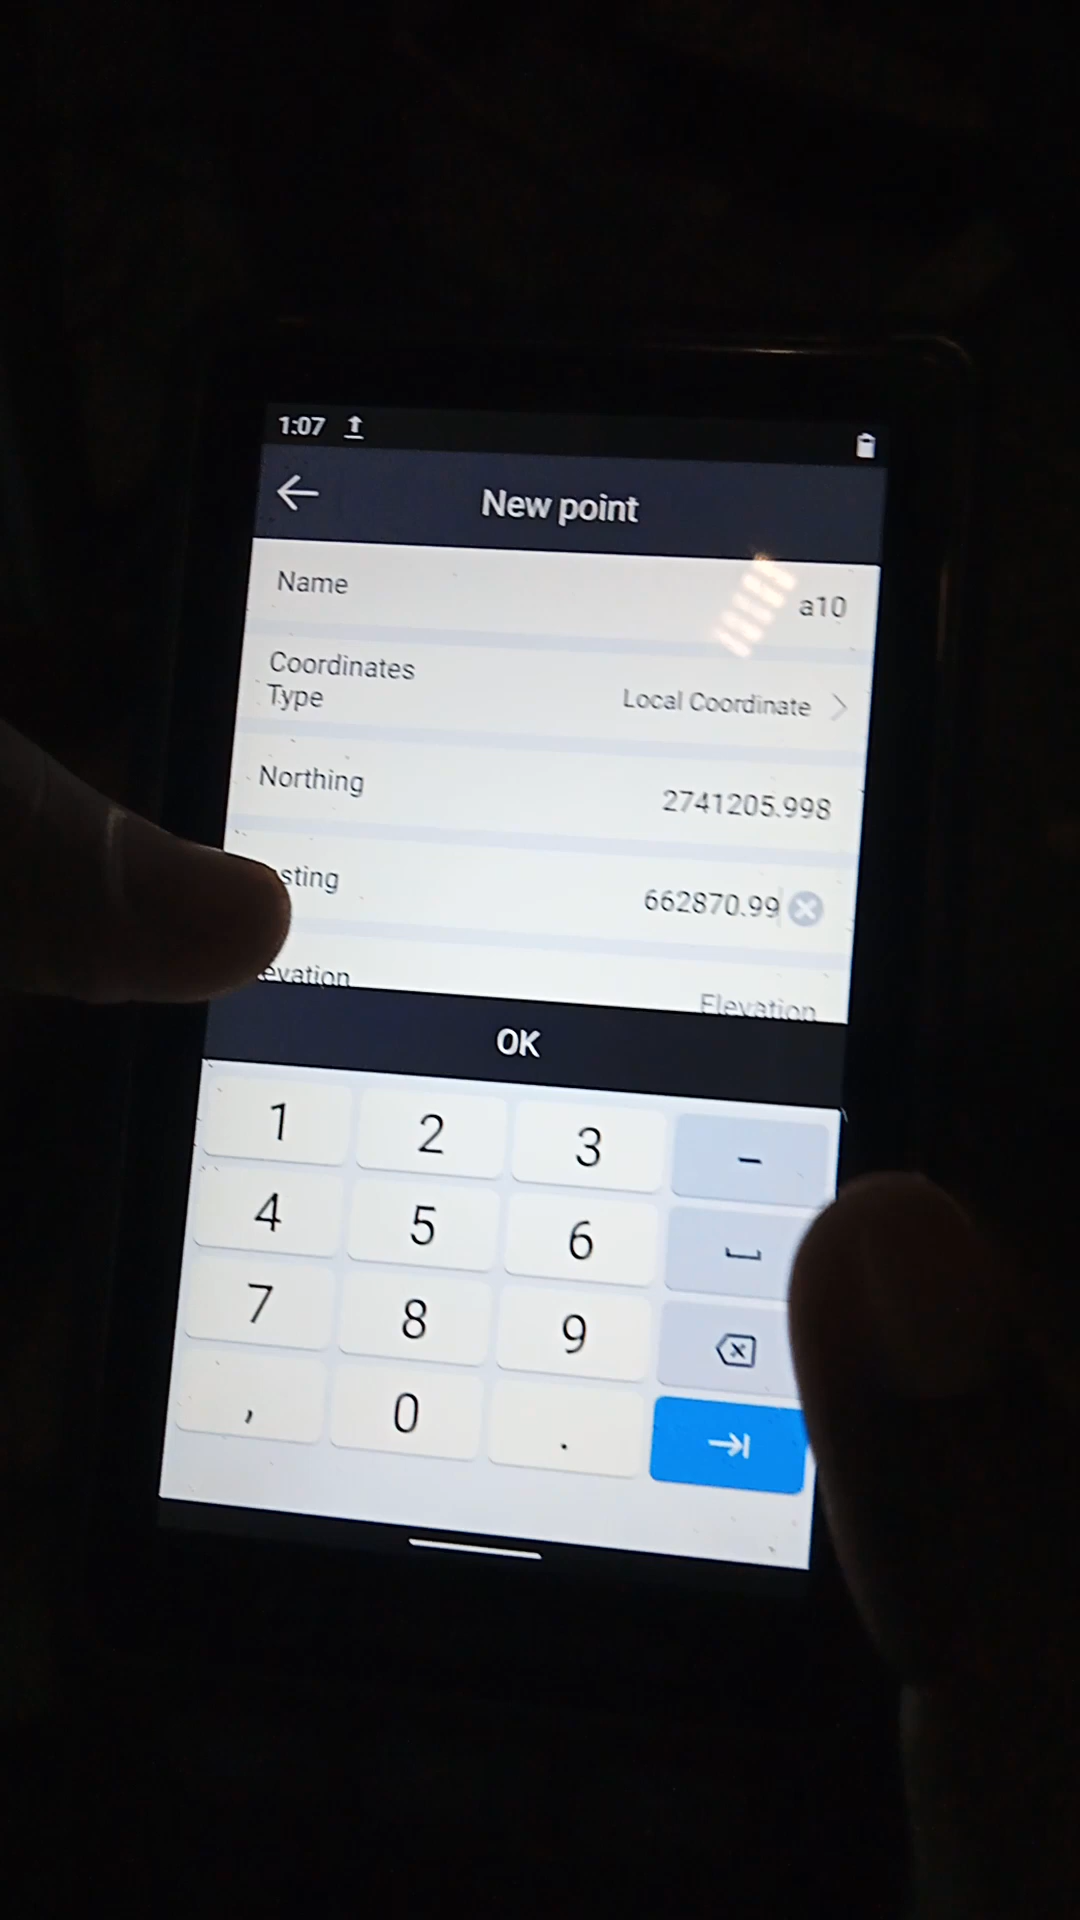 1:07
New point
Name a10
Coordinates
Type Local Coordinate
Northing 2741205.998
sting 662870.99
evation Elevation
OK
1 2 3 -
4 5 6
7 8 9
, 0 .